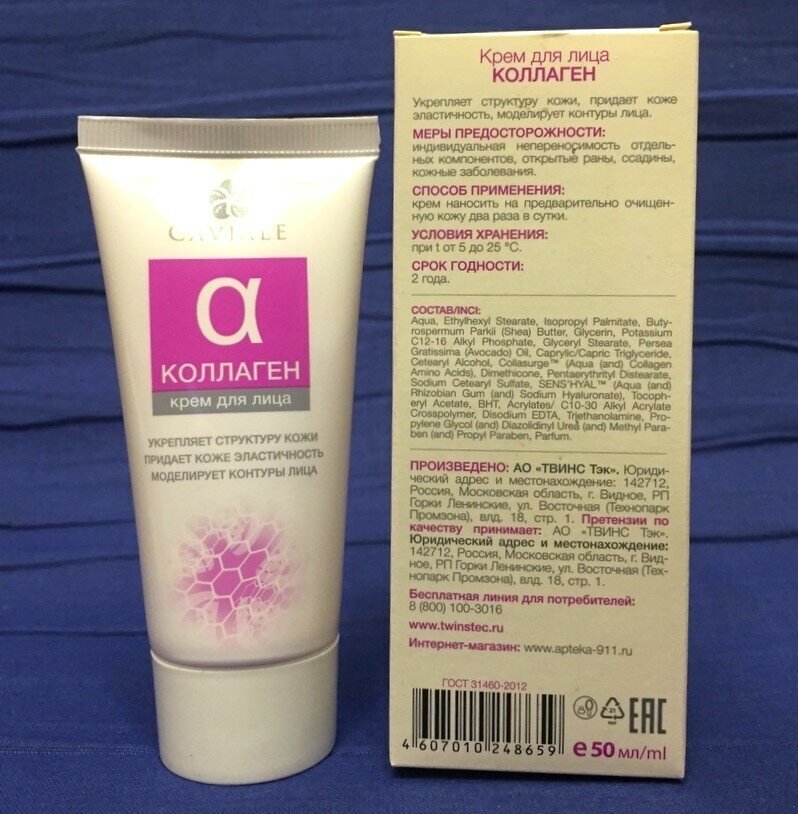 CAVIALE
α
КОЛЛАГЕН
крем для лица
УКРЕПЛЯЕТ СТРУКТУРУ КОЖИ
ПРИДАЕТ КОЖЕ ЭЛАСТИЧНОСТЬ
МОДЕЛИРУЕТ КОНТУРЫ ЛИЦА
Крем для лица
КОЛЛАГЕН
Укрепляет структуру кожи, придает коже
эластичность, моделирует контуры лица.
МЕРЫ ПРЕДОСТОРОЖНОСТИ:
индивидуальная непереносимость отдель-
ных компонентов, открытые раны, ссадины,
кожные заболевания.
СПОСОБ ПРИМЕНЕНИЯ:
крем наносить на предварительно очищен-
ную кожу два раза в сутки.
УСЛОВИЯ ХРАНЕНИЯ:
при t от 5 до 25 °C.
СРОК ГОДНОСТИ:
2 года.
СОСТАВ/INCI:
Aqua, Ethylhexyl Stearate, Isopropyl Palmitate, Buty-
rospermum Parkii (Shea) Butter, Glycerin, Potassium
C12-16 Alkyl Phosphate, Glyceryl Stearate, Persea
Gratissima (Avocado) Oil, Caprylic/Capric Triglyceride,
Cetearyl Alcohol, Collasurge™ (Aqua (and) Collagen
Amino Acids), Dimethicone, Pentaerythrityl Distearate,
Sodium Cetearyl Sulfate, SENS'HYAL™ (Aqua (and)
Rhizobian Gum (and) Sodium Hyaluronate), Tocoph-
eryl Acetate, BHT, Acrylates/ C10-30 Alkyl Acrylate
Crosspolymer, Disodium EDTA, Triethanolamine, Pro-
pylene Glycol (and) Diazolidinyl Urea (and) Methyl Para-
ben (and) Propyl Paraben, Parfum.
ПРОИЗВЕДЕНО: АО «ТВИНС Тэк». Юриди-
ческий адрес и местонахождение: 142712,
Россия, Московская область, г. Видное, РП
Горки Ленинские, ул. Восточная (Технопарк
Промзона), влд. 18, стр. 1. Претензии по
качеству принимает: АО «ТВИНС Тэк».
Юридический адрес и местонахождение:
142712, Россия, Московская область, г. Вид-
ное, РП Горки Ленинские, ул. Восточная (Тех-
нопарк Промзона), влд. 18, стр. 1.
Бесплатная линия для потребителей:
8 (800) 100-3016
www.twinstec.ru
Интернет-магазин: www.apteka-911.ru
ГОСТ 31460-2012
21
PAP
EAC
4 607010 248659
e 50 мл/ml